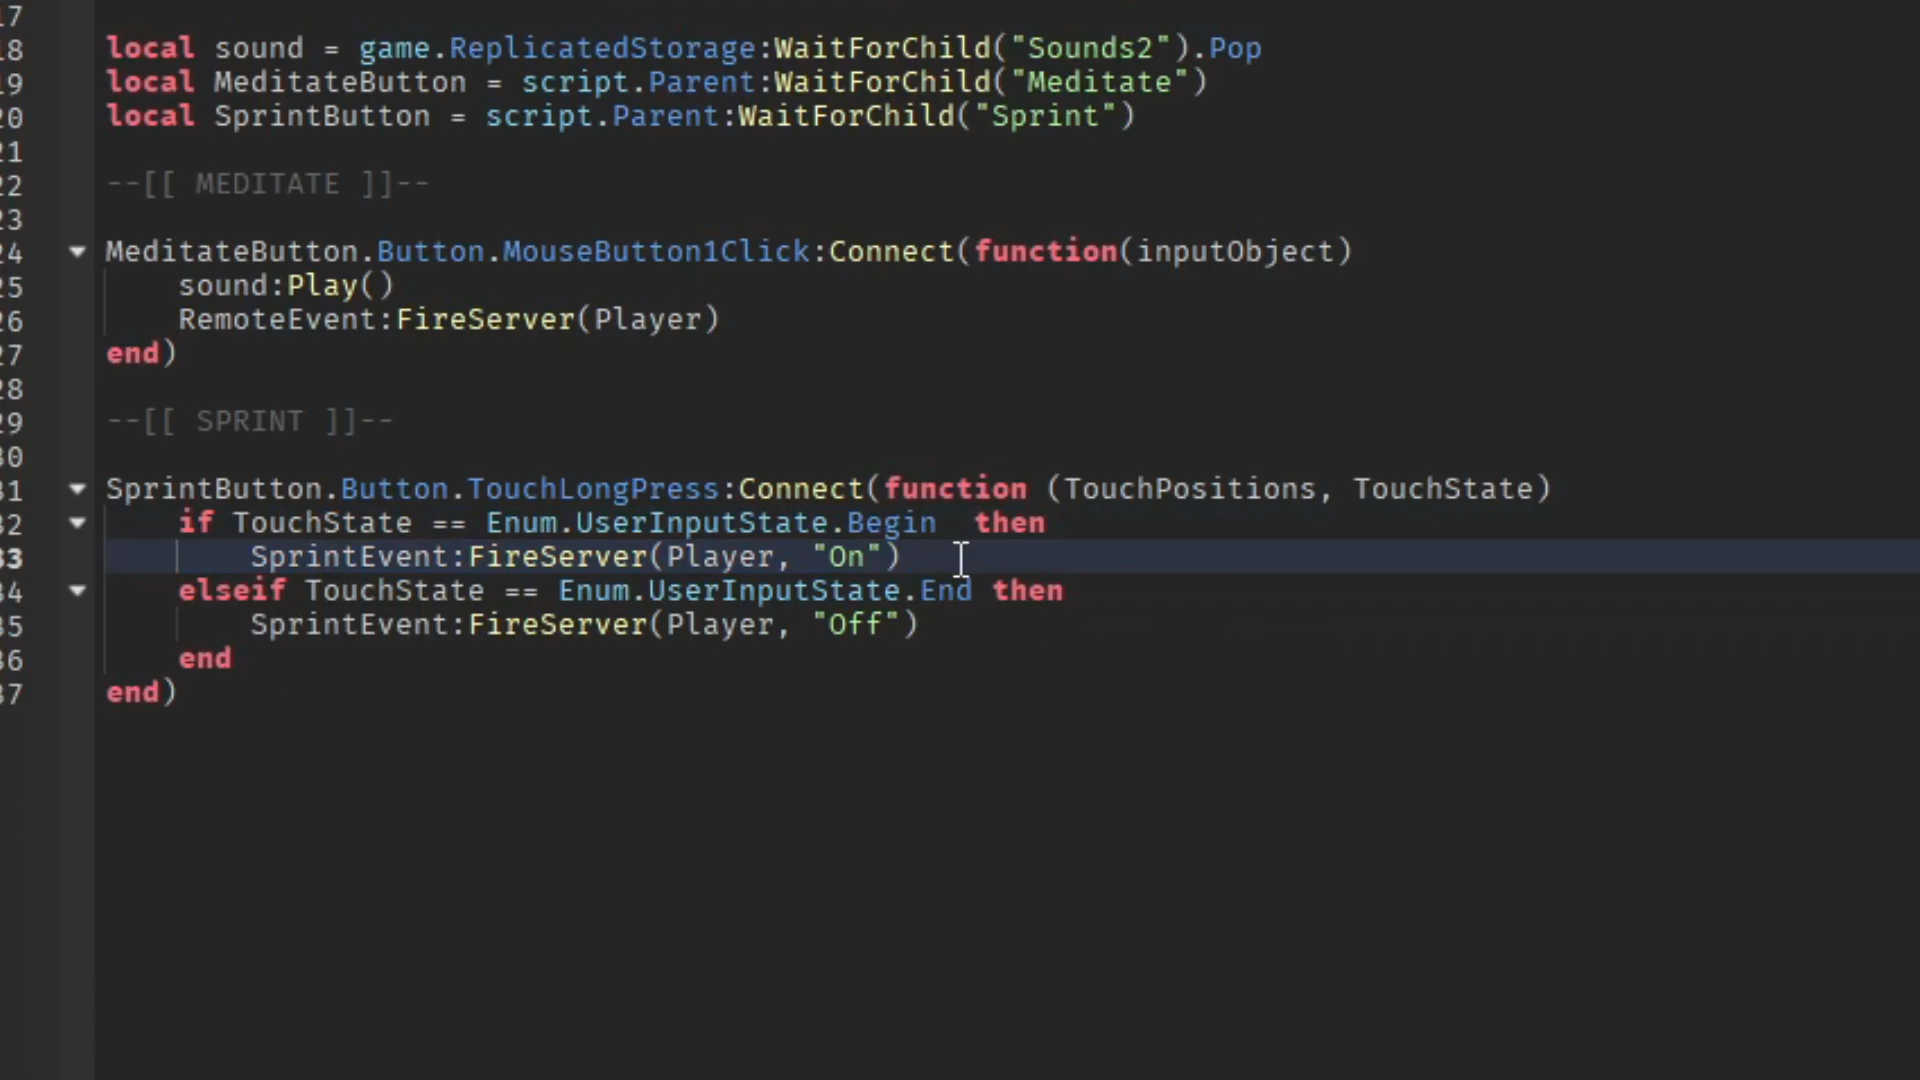 17
18 local sound = game.ReplicatedStorage:WaitForChild("Sounds2").Pop
19 local MeditateButton = script.Parent:WaitForChild("Meditate")
20 local SprintButton = script.Parent:WaitForChild("Sprint")
21
22 --[[ MEDITATE ]]--
23
24 MeditateButton.Button.MouseButton1Click:Connect(function(inputObject)
25 sound:Play()
26 RemoteEvent:FireServer(Player)
27 end)
28
29 --[[ SPRINT ]]--
30
31 SprintButton.Button.TouchLongPress:Connect(function (TouchPositions, TouchState)
32 if TouchState == Enum.UserInputState.Begin  then
33 SprintEvent:FireServer(Player, "On")
34 elseif TouchState == Enum.UserInputState.End then
35 SprintEvent:FireServer(Player, "Off")
36 end
37 end)